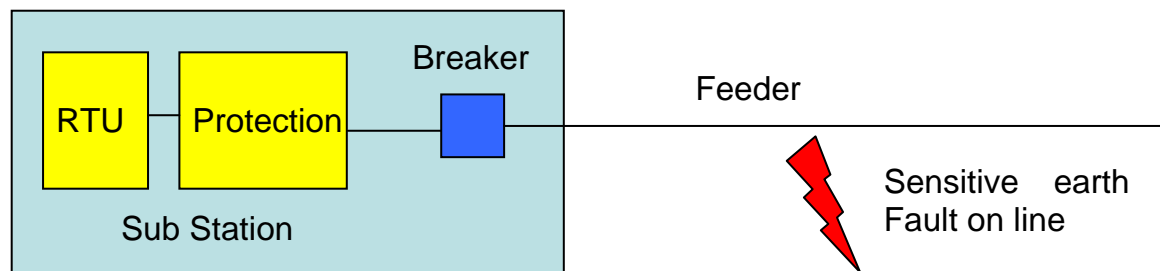 Breaker
RTU
Protection
Sub Station
Feeder
Sensitive earth
Fault on line